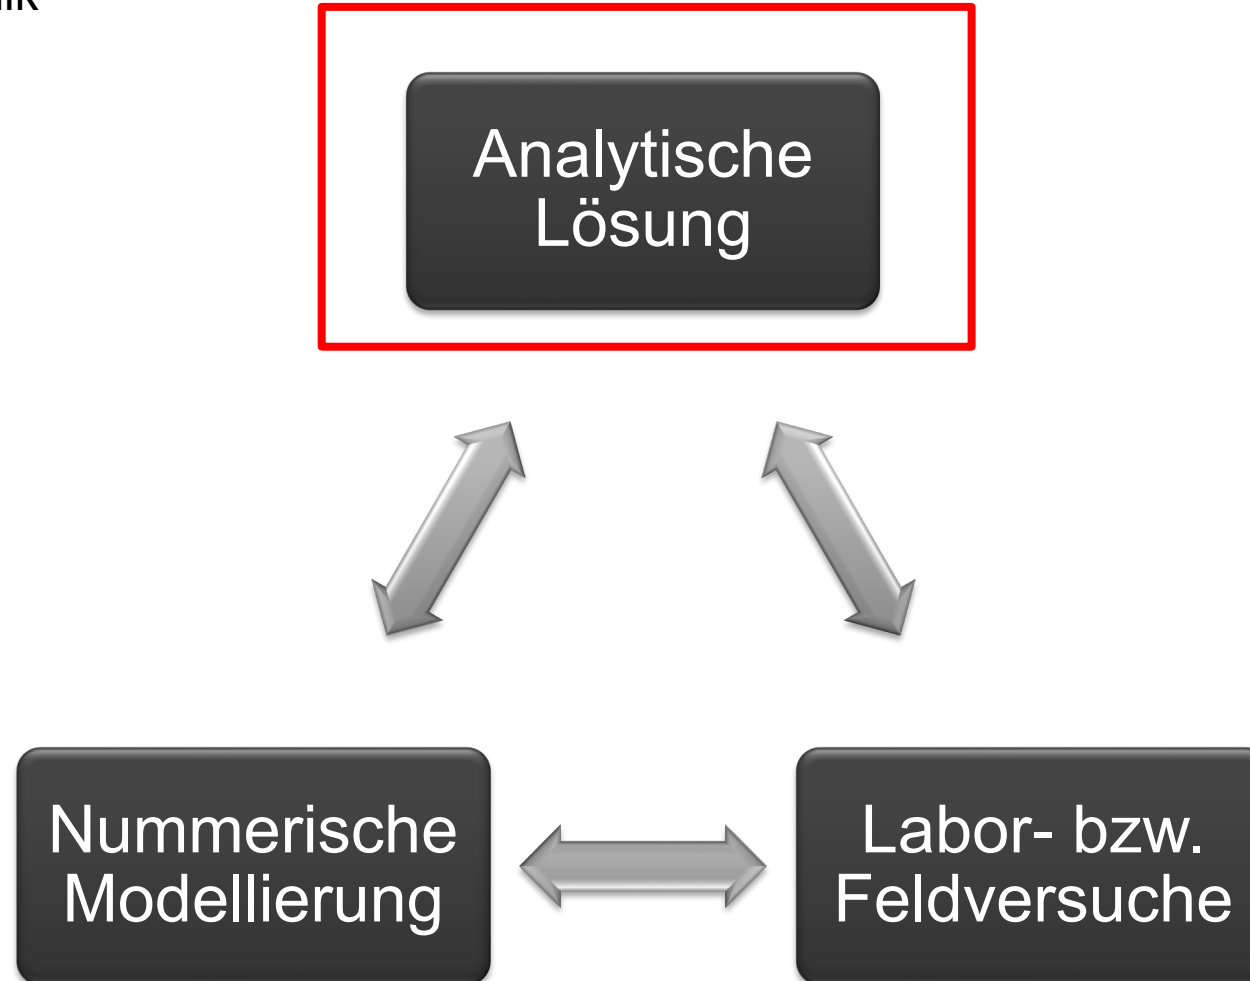 Analytische
Lösung
Nummerische
Modellierung
Labor- bzw.
Feldversuche